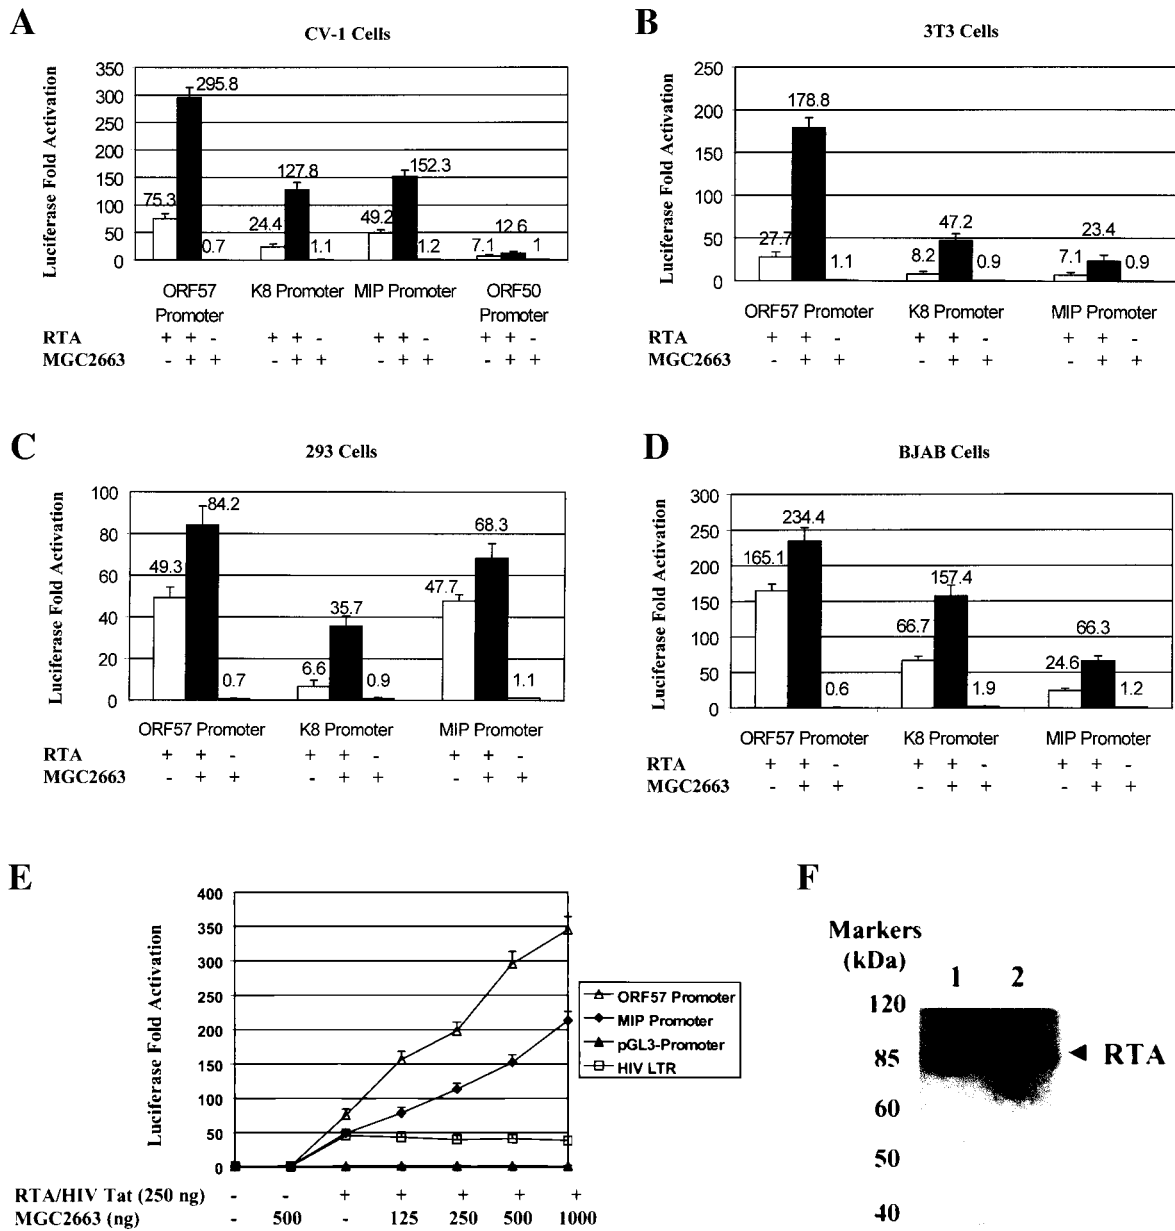 A
CV-1 Cells
Luciferase Fold Activation
350
300
250
200
150
100
50
0
75.3
295.8
0.7
24.4
127.8
1.1
49.2
152.3
1.2
7.1
12.6
1
ORF57 Promoter
K8 Promoter
MIP Promoter
ORF50 Promoter
RTA + + - + + - + + - + + -
MGC2663 - + + - + + - + + - + +
B
3T3 Cells
Luciferase Fold Activation
250
200
150
100
50
0
27.7
178.8
1.1
8.2
47.2
0.9
7.1
23.4
0.9
ORF57 Promoter
K8 Promoter
MIP Promoter
RTA + + - + + - + + -
MGC2663 - + + - + + - + +
C
293 Cells
Luciferase Fold Activation
100
80
60
40
20
0
49.3
84.2
0.7
6.6
35.7
0.9
47.7
68.3
1.1
ORF57 Promoter
K8 Promoter
MIP Promoter
RTA + + - + + - + + -
MGC2663 - + + - + + - + +
D
BJAB Cells
Luciferase Fold Activation
300
250
200
150
100
50
0
165.1
234.4
0.6
66.7
157.4
1.9
24.6
66.3
1.2
ORF57 Promoter
K8 Promoter
MIP Promoter
RTA + + - + + - + + -
MGC2663 - + + - + + - + +
E
Luciferase Fold Activation
400
350
300
250
200
150
100
50
0
ORF57 Promoter
MIP Promoter
pGL3-Promoter
HIV LTR
RTA/HIV Tat (250 ng) - - + + + + +
MGC2663 (ng) - 500 - 125 250 500 1000
F
Markers
(kDa)
1 2
120
85
60
50
40
RTA